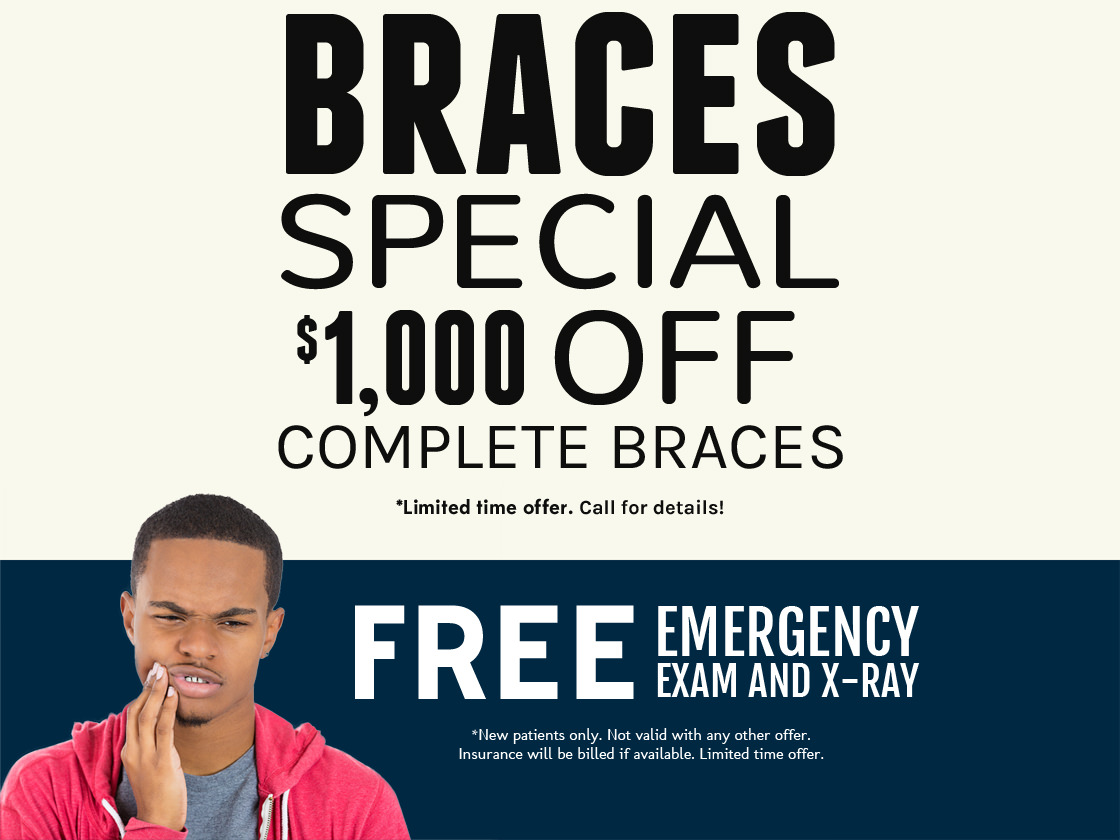 BRACES
SPECIAL
$1,000 OFF
COMPLETE BRACES
*Limited time offer. Call for details!
FREE EMERGENCY
EXAM AND X-RAY
*New patients only. Not valid with any other offer.
Insurance will be billed if available. Limited time offer.